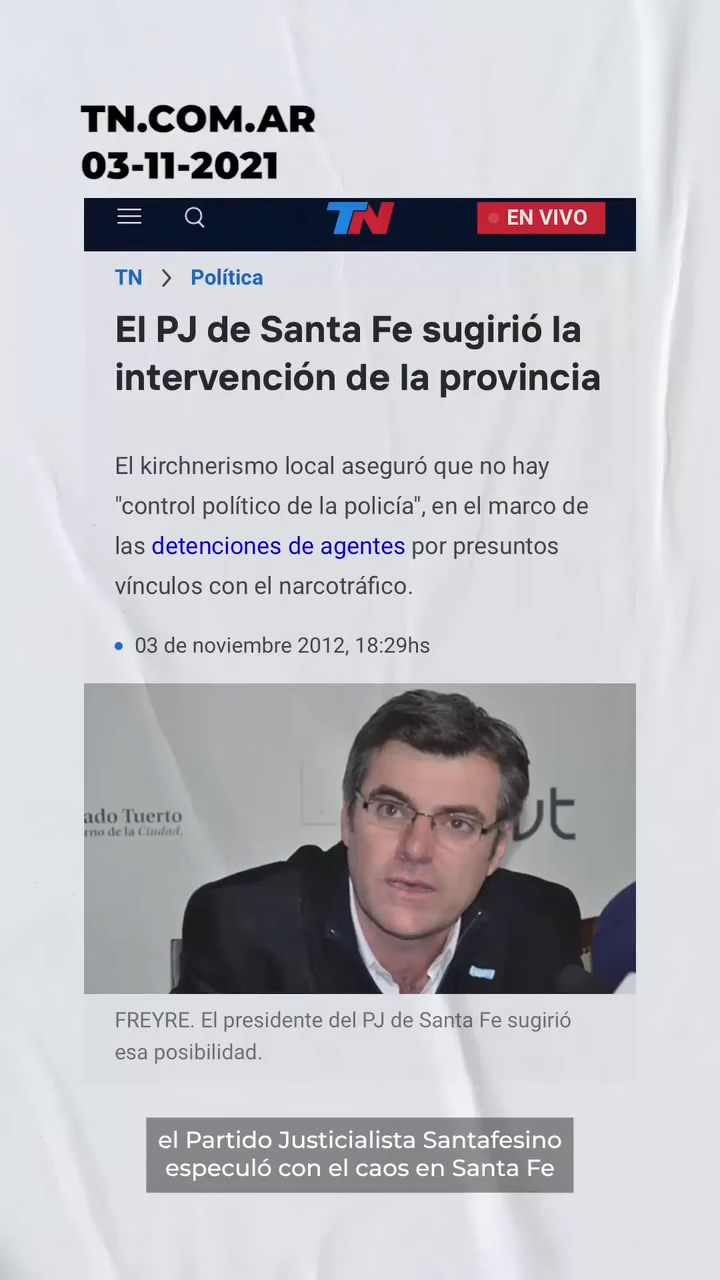 TN.COM.AR
03-11-2021
TN
EN VIVO
TN > Política
El PJ de Santa Fe sugirió la
intervención de la provincia
El kirchnerismo local aseguró que no hay
"control político de la policía", en el marco de
las detenciones de agentes por presuntos
vínculos con el narcotráfico.
• 03 de noviembre 2012, 18:29hs
ado Tuerto
rno de la Ciudad.
vt
FREYRE. El presidente del PJ de Santa Fe sugirió
esa posibilidad.
el Partido Justicialista Santafesino
especuló con el caos en Santa Fe